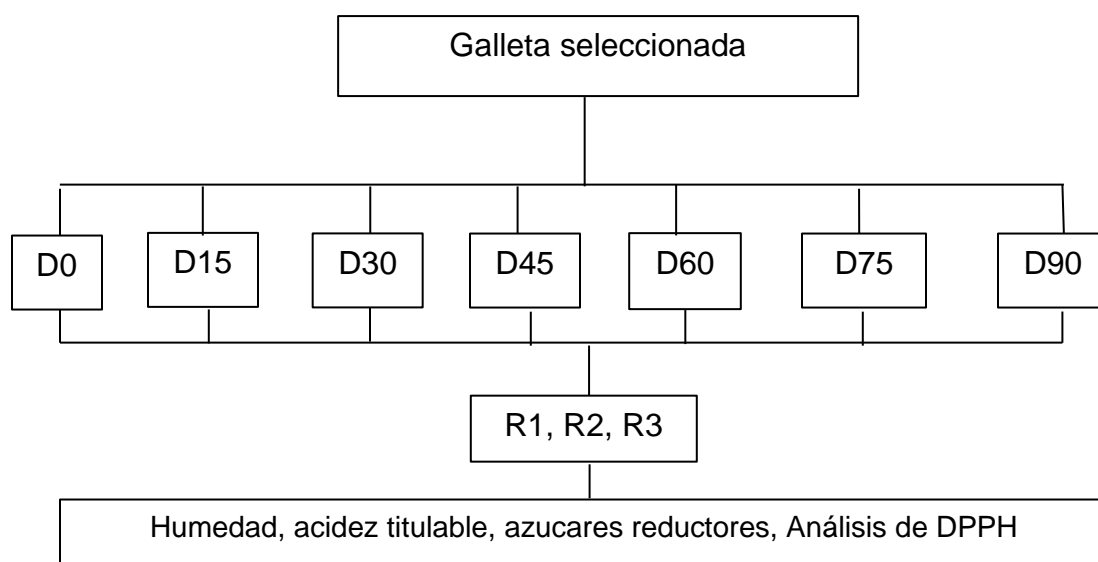 Galleta seleccionada
D0 D15 D30 D45 D60 D75 D90
R1, R2, R3
Humedad, acidez titulable, azucares reductores, Análisis de DPPH